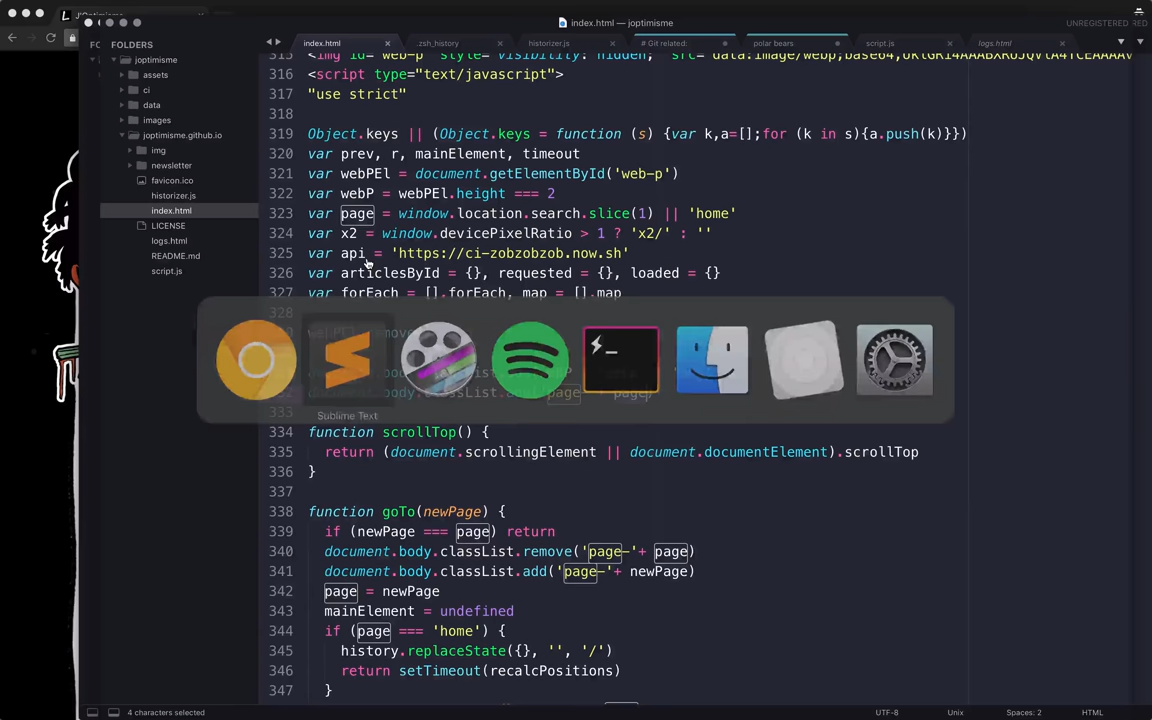 J'Optimisme
index.html — joptimisme
UNREGISTERED
FOLDERS
joptimisme
assets
ci
data
images
joptimisme.github.io
img
newsletter
favicon.ico
historizer.js
index.html
LICENSE
logs.html
README.md
script.js
index.html
.zsh_history
historizer.js
# Git related:
polar bears
script.js
logs.html
315
316 <script type="text/javascript">
317 "use strict"
318
319 Object.keys || (Object.keys = function (s) {var k,a=[];for (k in s){a.push(k)}})
320 var prev, r, mainElement, timeout
321 var webPEl = document.getElementById('web-p')
322 var webP = webPEl.height === 2
323 var page = window.location.search.slice(1) || 'home'
324 var x2 = window.devicePixelRatio > 1 ? 'x2/' : ''
325 var api = 'https://ci-zobzobzob.now.sh'
326 var articlesById = {}, requested = {}, loaded = {}
327 var forEach = [].forEach, map = [].map
Sublime Text
334 function scrollTop() {
335 return (document.scrollingElement || document.documentElement).scrollTop
336 }
337
338 function goTo(newPage) {
339 if (newPage === page) return
340 document.body.classList.remove('page-'+ page)
341 document.body.classList.add('page-'+ newPage)
342 page = newPage
343 mainElement = undefined
344 if (page === 'home') {
345 history.replaceState({}, '', '/')
346 return setTimeout(recalcPositions)
347 }
4 characters selected
UTF-8
Unix
Spaces: 2
HTML